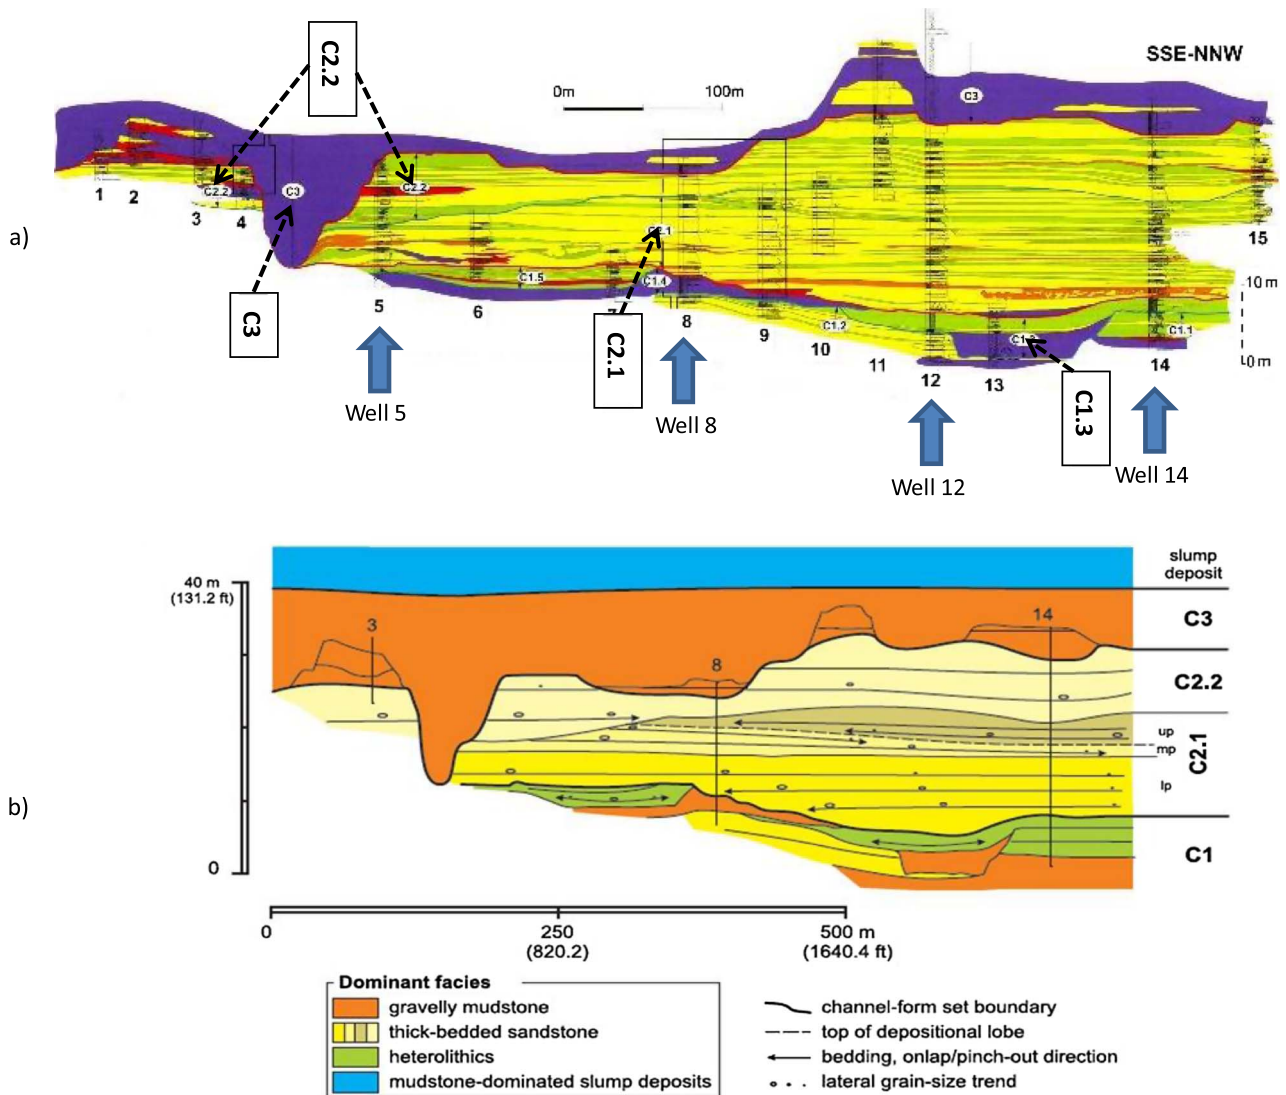 SSE-NNW
C2.2
0m 100m
C3
C3
1 2 3 4
C2.2
C3
C2.2
C2.1
15
a)
C1.5
C1.4
10 m
C3
5 6 8 9 10 11 12 13 14
C1.2
C1.1
0 m
C2.1
C1.3
Well 5
Well 8
Well 12
Well 14
slump
deposit
40 m
(131.2 ft)
C3
3
14
8
C2.2
up
mp
C2.1
lp
b)
C1
0
0 250 500 m
(820.2) (1640.4 ft)
Dominant facies
gravelly mudstone
thick-bedded sandstone
heterolithics
mudstone-dominated slump deposits
channel-form set boundary
top of depositional lobe
bedding, onlap/pinch-out direction
lateral grain-size trend